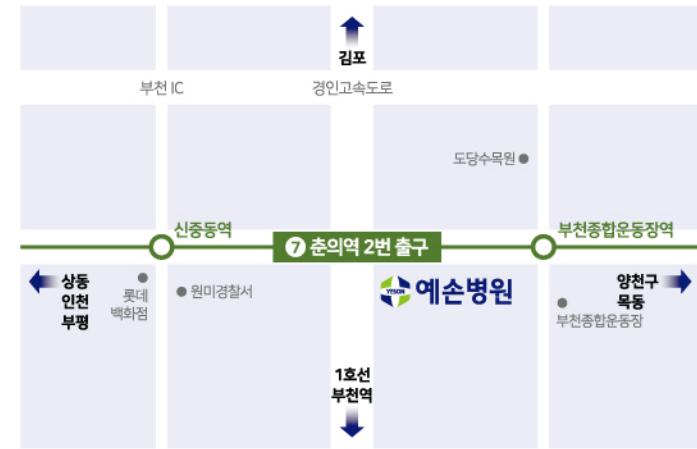 김포
부천 IC
경인고속도로
도당수목원
신중동역
7 춘의역 2번 출구
부천종합운동장역
상동
인천
부평
롯데
백화점
원미경찰서
YESON 예손병원
양천구
목동
부천종합운동장
1호선
부천역